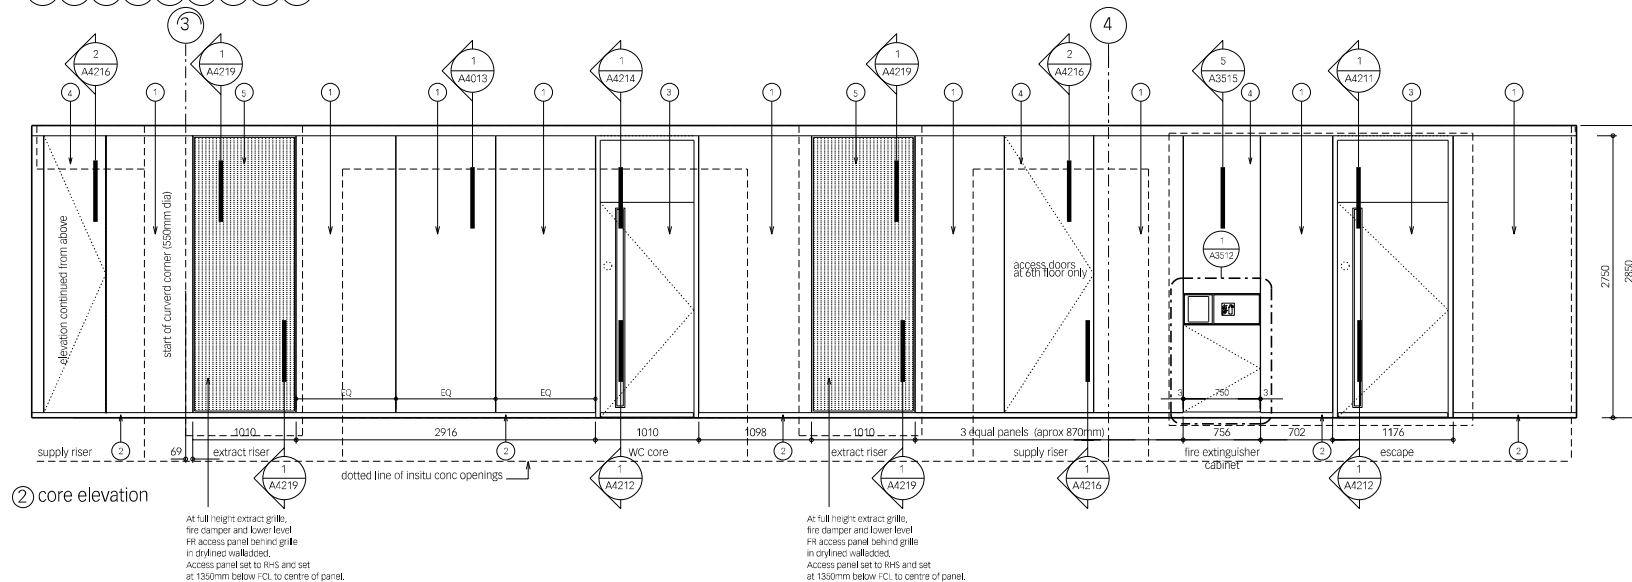 3
4
2
A4216
1
A4219
1
A4013
1
A4214
1
A4219
2
A4216
5
A3515
1
A4211
4
1
5
1
1
1
3
1
5
1
4
1
4
1
3
1
elevation continued from above
start of curverd corner (550mm dia)
access doors
at 6th floor only
1
A3512
2750
2850
EQ
EQ
EQ
3
750
3
1010
2916
1010
1098
1010
3 equal panels (aprox 870mm)
756
702
1176
supply riser
2
69
extract riser
2
WC core
2
extract riser
supply riser
fire extinguisher
cabinet
2
escape
2
dotted line of insitu conc openings
1
A4219
1
A4212
1
A4219
1
A4216
1
A4212
2 core elevation
At full height extract grille,
fire damper and lower level
FR access panel behind grille
in drylined walladded.
Access panel set to RHS and set
at 1350mm below FCL to centre of panel.
At full height extract grille,
fire damper and lower level
FR access panel behind grille
in drylined walladded.
Access panel set to RHS and set
at 1350mm below FCL to centre of panel.